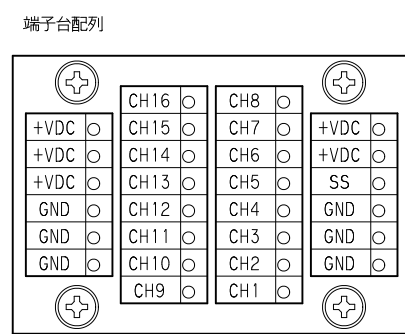 端子台配列
CH16 CH8
+VDC CH15 CH7 +VDC
+VDC CH14 CH6 +VDC
+VDC CH13 CH5 SS
GND CH12 CH4 GND
GND CH11 CH3 GND
GND CH10 CH2 GND
CH9 CH1